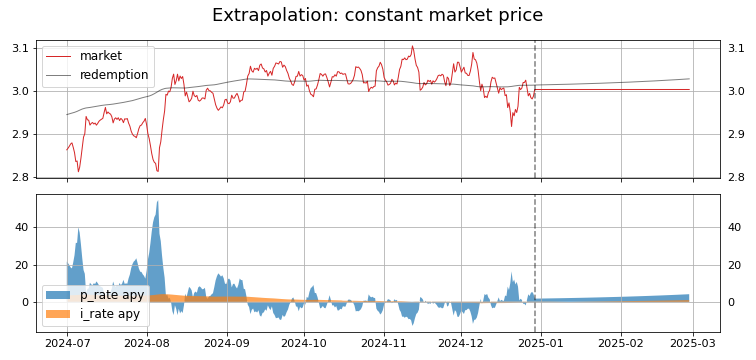 Extrapolation: constant market price
3.1 3.1
market
redemption
3.0 3.0
2.9 2.9
2.8 2.8
40 40
20 20
p_rate apy
0 0
i_rate apy
2024-07 2024-08 2024-09 2024-10 2024-11 2024-12 2025-01 2025-02 2025-03